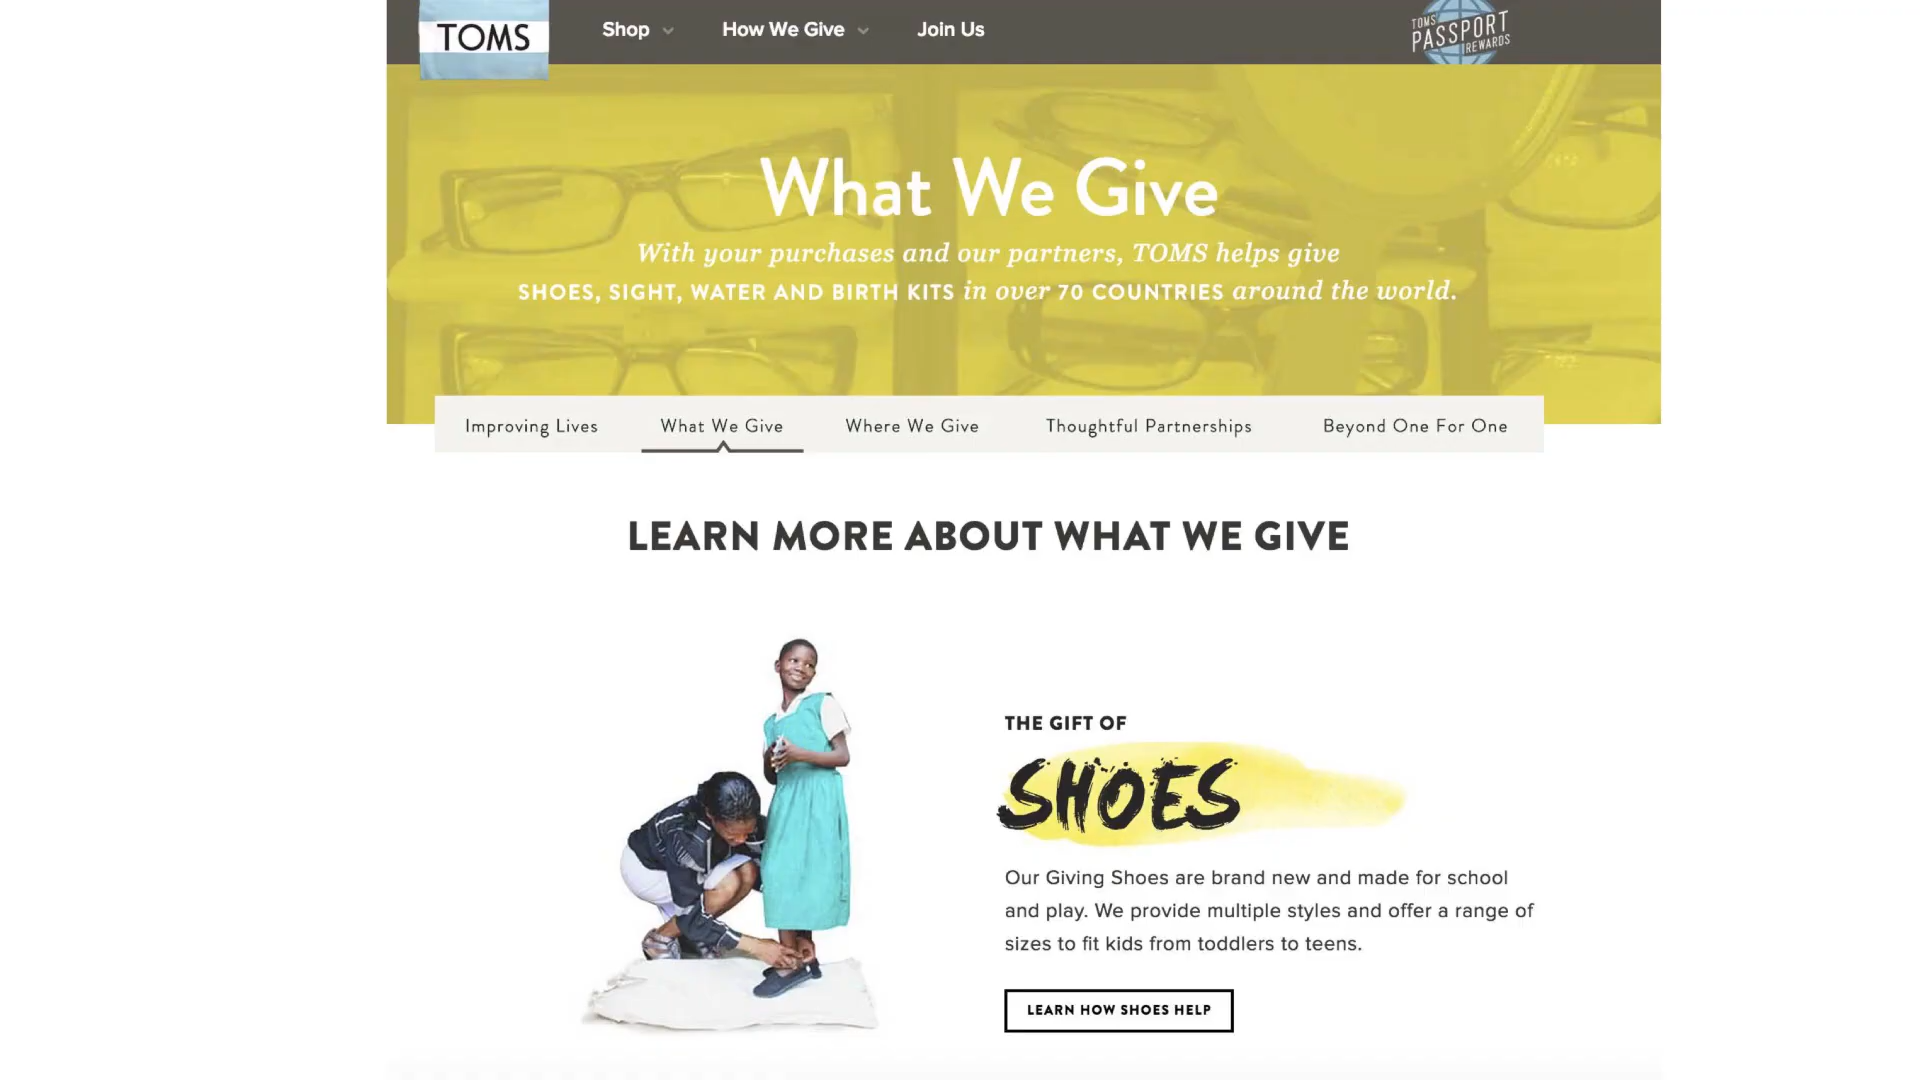 TOMS
Shop
How We Give
Join Us
TOMS
PASSPORT
REWARDS
What We Give
With your purchases and our partners, TOMS helps give
SHOES, SIGHT, WATER AND BIRTH KITS in over 70 COUNTRIES around the world.
Improving Lives
What We Give
Where We Give
Thoughtful Partnerships
Beyond One For One
LEARN MORE ABOUT WHAT WE GIVE
THE GIFT OF
SHOES
Our Giving Shoes are brand new and made for school
and play. We provide multiple styles and offer a range of
sizes to fit kids from toddlers to teens.
LEARN HOW SHOES HELP